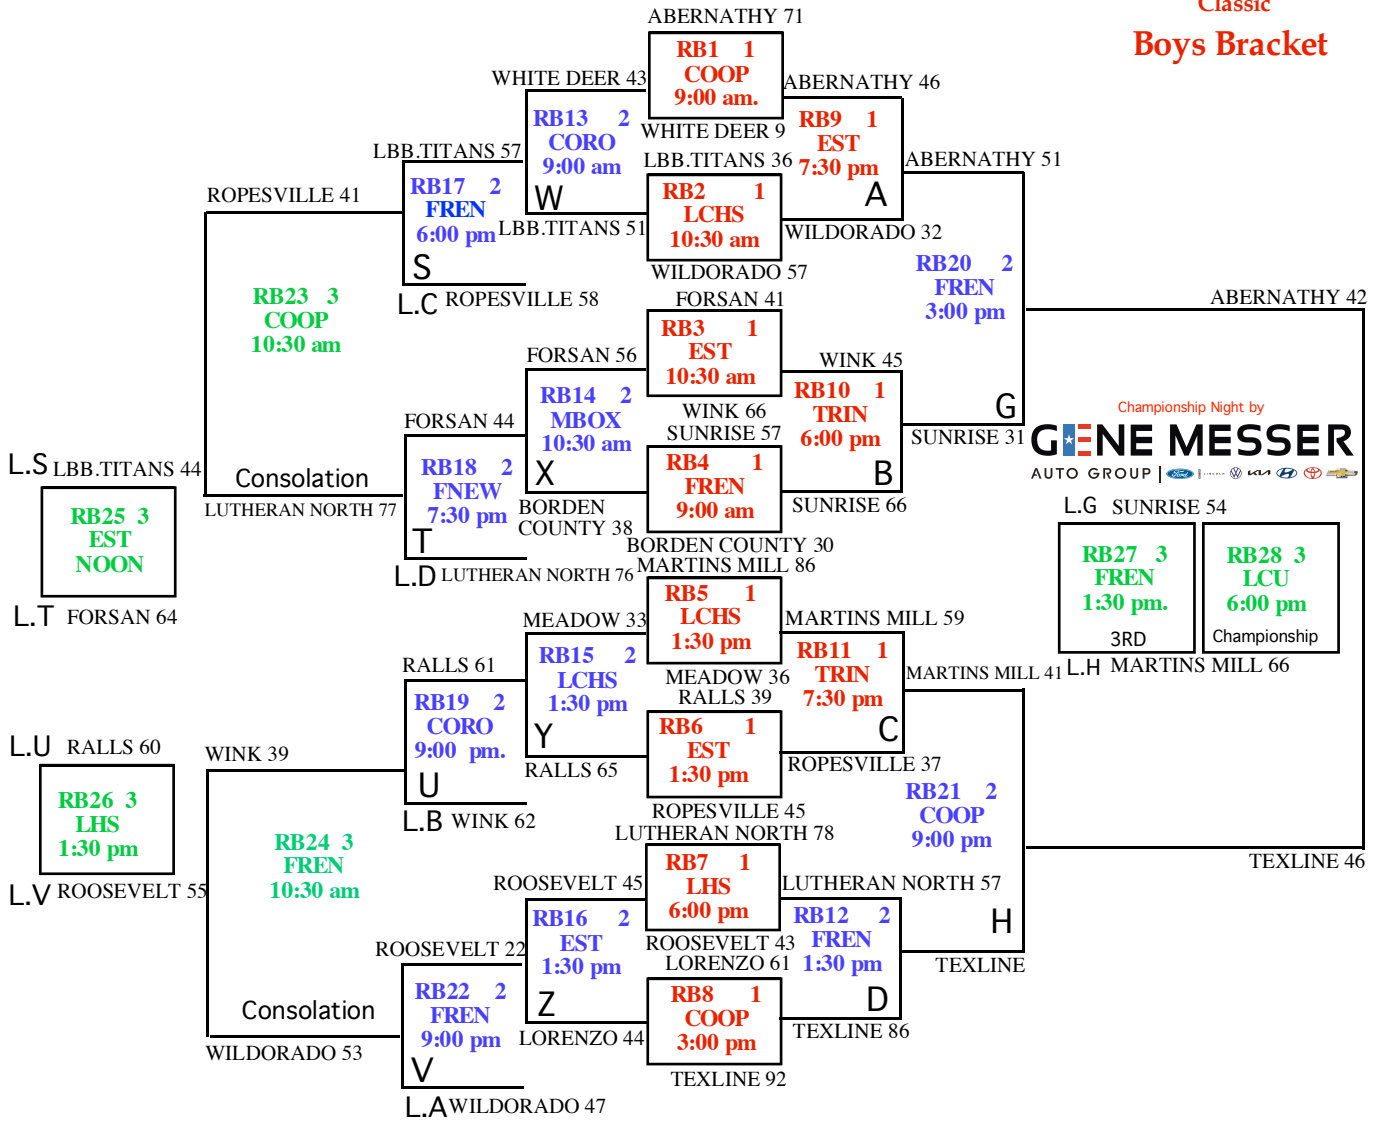 Classic
Boys Bracket
ABERNATHY 71
RB1 1
COOP
9:00 am.
WHITE DEER 9
LBB.TITANS 36
RB2 1
LCHS
10:30 am
WILDORADO 57
FORSAN 41
RB3 1
EST
10:30 am
WINK 66
SUNRISE 57
RB4 1
FREN
9:00 am
BORDEN COUNTY 30
MARTINS MILL 86
RB5 1
LCHS
1:30 pm
MEADOW 36
RALLS 39
RB6 1
EST
1:30 pm
ROPESVILLE 45
LUTHERAN NORTH 78
RB7 1
LHS
6:00 pm
ROOSEVELT 43
LORENZO 61
RB8 1
COOP
3:00 pm
TEXLINE 92
WHITE DEER 43
RB13 2
CORO
9:00 am
W
LBB.TITANS 51
FORSAN 56
RB14 2
MBOX
10:30 am
X
BORDEN
COUNTY 38
MEADOW 33
RB15 2
LCHS
1:30 pm
Y
RALLS 65
ROOSEVELT 45
RB16 2
EST
1:30 pm
Z
LORENZO 44
LBB.TITANS 57
RB17 2
FREN
6:00 pm
S
L.C ROPESVILLE 58
FORSAN 44
RB18 2
FNEW
7:30 pm
T
L.D LUTHERAN NORTH 76
RALLS 61
RB19 2
CORO
9:00 pm.
U
L.B WINK 62
ROOSEVELT 22
RB22 2
FREN
9:00 pm
V
L.A WILDORADO 47
ROPESVILLE 41
RB23 3
COOP
10:30 am
Consolation
LUTHERAN NORTH 77
WINK 39
RB24 3
FREN
10:30 am
Consolation
WILDORADO 53
L.S LBB.TITANS 44
RB25 3
EST
NOON
L.T FORSAN 64
L.U RALLS 60
RB26 3
LHS
1:30 pm
L.V ROOSEVELT 55
ABERNATHY 46
RB9 1
EST
7:30 pm
A
WILDORADO 32
WINK 45
RB10 1
TRIN
6:00 pm
B
SUNRISE 66
MARTINS MILL 59
RB11 1
TRIN
7:30 pm
C
ROPESVILLE 37
LUTHERAN NORTH 57
RB12 2
FREN
1:30 pm
D
TEXLINE 86
ABERNATHY 51
RB20 2
FREN
3:00 pm
G
SUNRISE 31
MARTINS MILL 41
RB21 2
COOP
9:00 pm
H
TEXLINE
ABERNATHY 42
TEXLINE 46
Championship Night by
GENE MESSER
AUTO GROUP
L.G SUNRISE 54
RB27 3
FREN
1:30 pm.
3RD
L.H MARTINS MILL 66
RB28 3
LCU
6:00 pm
Championship